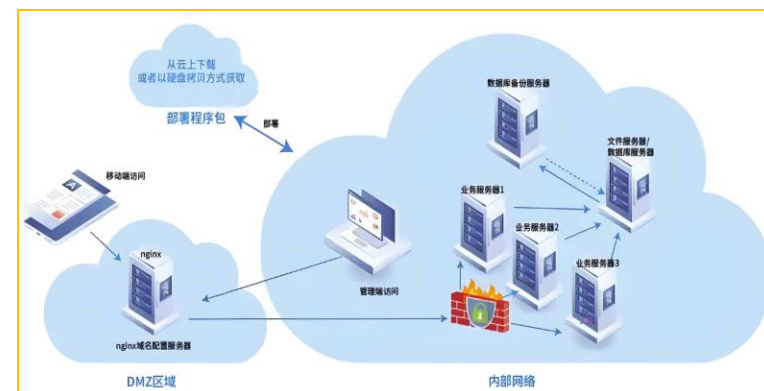 从云上下载
或者以硬盘拷贝方式获取
部署程序包
部署
数据库备份服务器
文件服务器/
数据库服务器
移动端访问
业务服务器1
业务服务器2
nginx
业务服务器3
管理端访问
nginx域名配置服务器
DMZ区域
内部网络